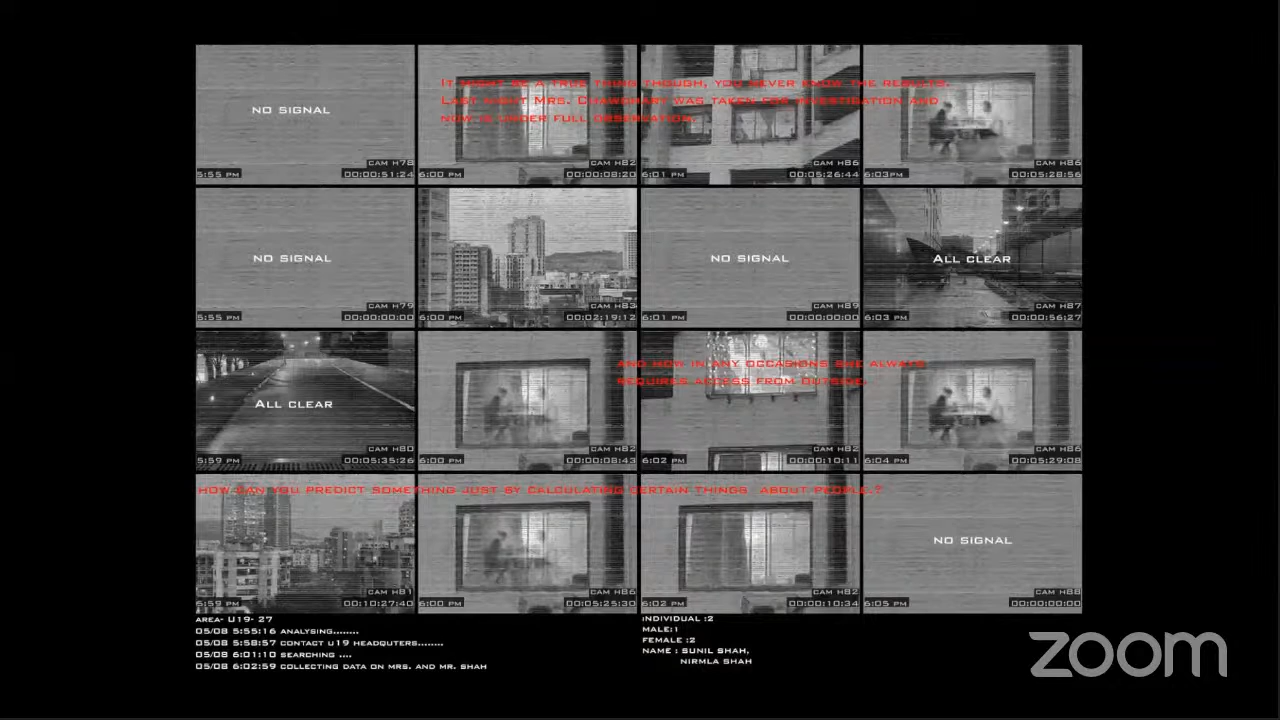 It might be a true thing though, you never know the results.
Last night Mrs. Chawdhary was taken for investigation and
now is under full observation.
NO SIGNAL
CAM H78
5:55 PM 00:00:51:24
CAM H82
6:00 PM 00:00:08:20
CAM H86
6:01 PM 00:05:26:44
CAM H86
6:03PM 00:05:28:56
NO SIGNAL
CAM H79
5:55 PM 00:00:00:00
CAM H83
6:00 PM 00:02:19:12
NO SIGNAL
CAM H89
6:01 PM 00:00:00:00
All clear
CAM H87
6:03 PM 00:00:56:27
All clear
CAM H80
5:59 PM 00:05:35:26
CAM H82
6:00 PM 00:00:08:43
and how in any occasions she always
requires access from outside.
CAM H82
6:02 PM 00:00:10:11
CAM H86
6:04 PM 00:05:29:08
How can you predict something just by calculating certain things about people.?
CAM H81
5:59 PM 00:10:27:40
CAM H86
6:00 PM 00:05:25:30
CAM H82
6:02 PM 00:00:10:34
NO SIGNAL
CAM H88
6:05 PM 00:00:00:00
Area- U19- 27
05/08 5:55:16 analysing........
05/08 5:58:57 contact U19 headquters.......
05/08 6:01:10 searching ....
05/08 6:02:59 collecting data on Mrs. and Mr. Shah
Individual :2
Male:1
Female :2
Name : Sunil Shah,
Nirmla Shah
zoom